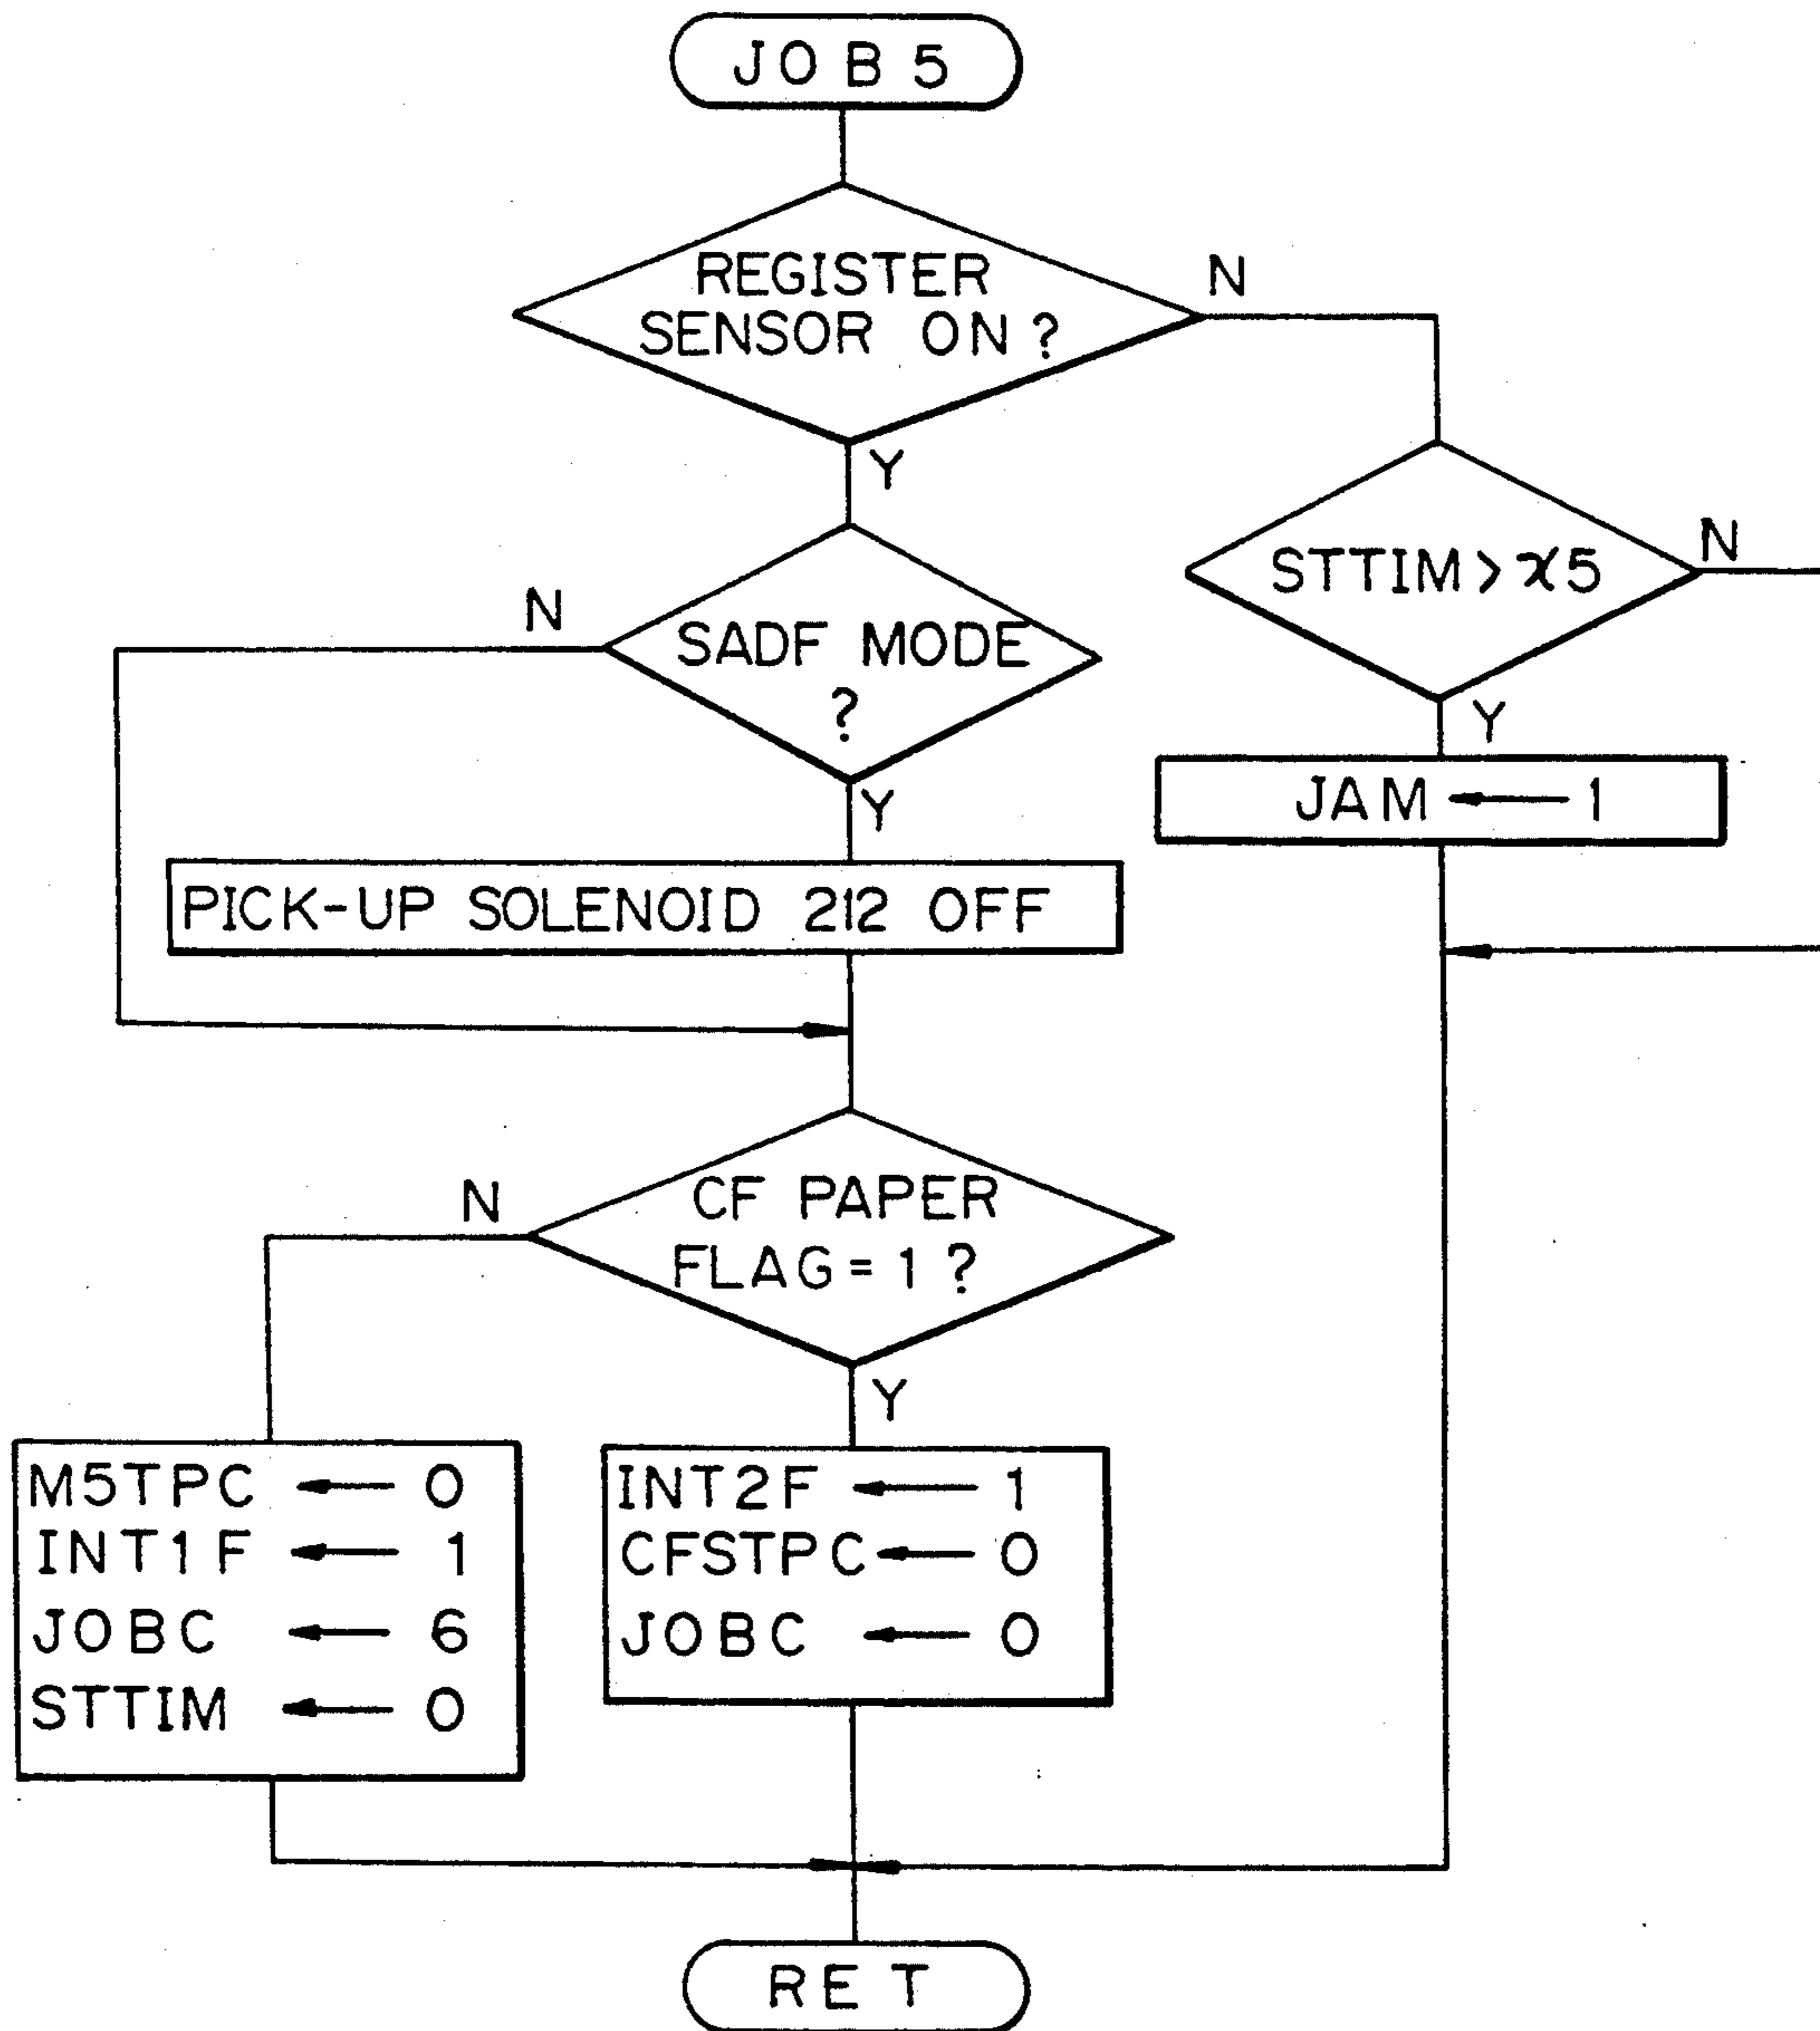 JOB5
REGISTER
SENSOR ON?
N
Y
STTIM>x5
N
Y
JAM ← 1
N
SADF MODE
?
Y
PICK-UP SOLENOID 212 OFF
N
CF PAPER
FLAG=1?
Y
M5TPC ← 0
INT1F ← 1
JOBC ← 6
STTIM ← 0
INT2F ← 1
CFSTPC ← 0
JOBC ← 0
RET